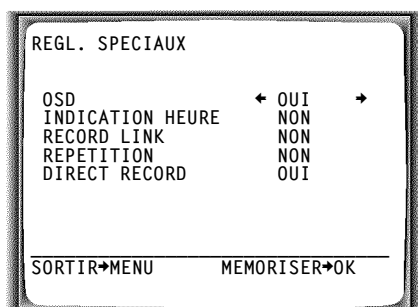 REGL. SPECIAUX
OSD ← OUI →
INDICATION HEURE NON
RECORD LINK NON
REPETITION NON
DIRECT RECORD OUI
SORTIR→MENU MEMORISER→OK